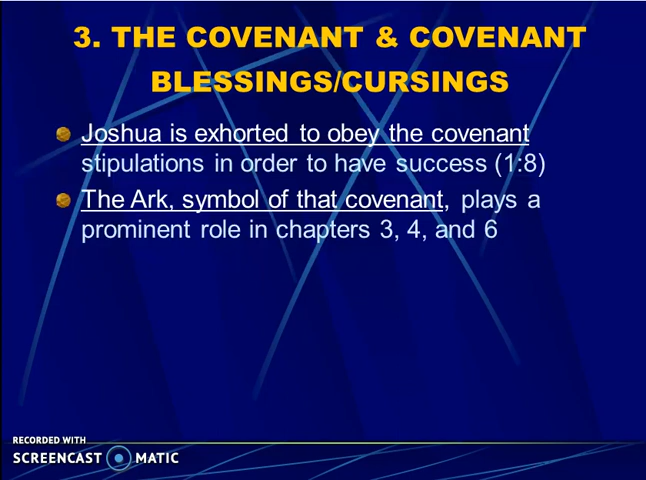 3. THE COVENANT & COVENANT
BLESSINGS/CURSINGS
Joshua is exhorted to obey the covenant
stipulations in order to have success (1:8)
The Ark, symbol of that covenant, plays a
prominent role in chapters 3, 4, and 6
RECORDED WITH
SCREENCAST MATIC